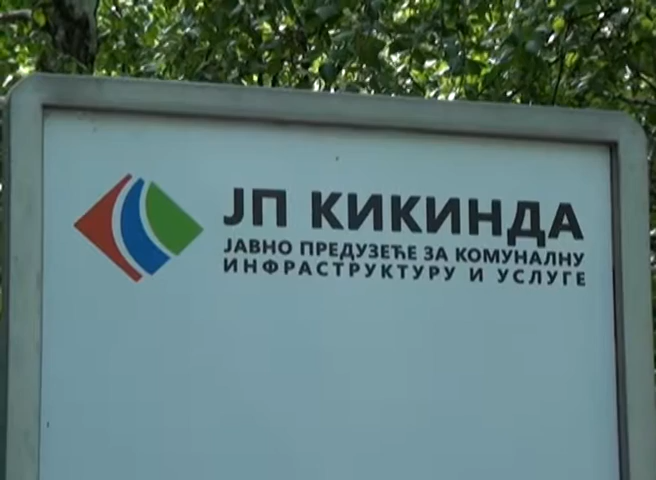 ЈП КИКИНДА
ЈАВНО ПРЕДУЗЕЋЕ ЗА КОМУНАЛНУ
ИНФРАСТРУКТУРУ И УСЛУГЕ